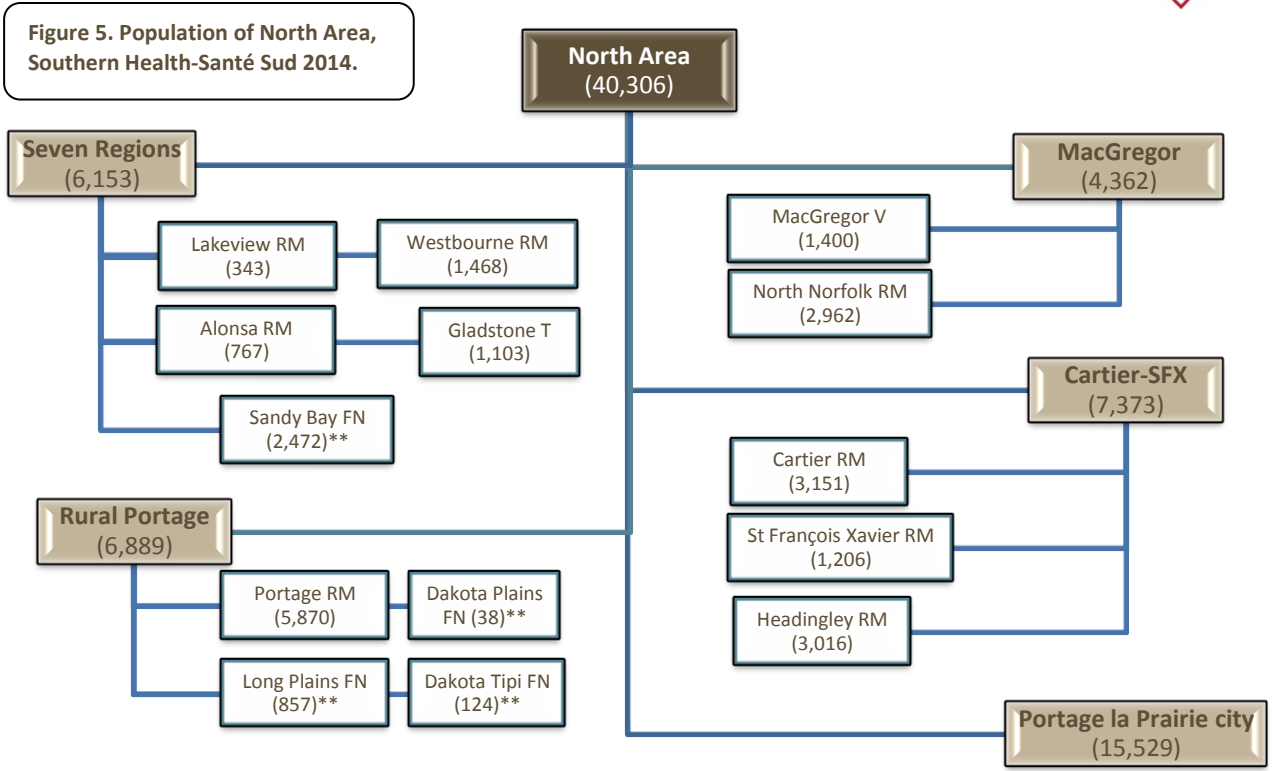 Figure 5. Population of North Area,
Southern Health-Santé Sud 2014.
North Area
(40,306)
Seven Regions
(6,153)
Lakeview RM
(343)
Westbourne RM
(1,468)
Alonsa RM
(767)
Gladstone T
(1,103)
Sandy Bay FN
(2,472)**
Rural Portage
(6,889)
Portage RM
(5,870)
Dakota Plains
FN (38)**
Long Plains FN
(857)**
Dakota Tipi FN
(124)**
MacGregor
(4,362)
MacGregor V
(1,400)
North Norfolk RM
(2,962)
Cartier-SFX
(7,373)
Cartier RM
(3,151)
St François Xavier RM
(1,206)
Headingley RM
(3,016)
Portage la Prairie city
(15,529)